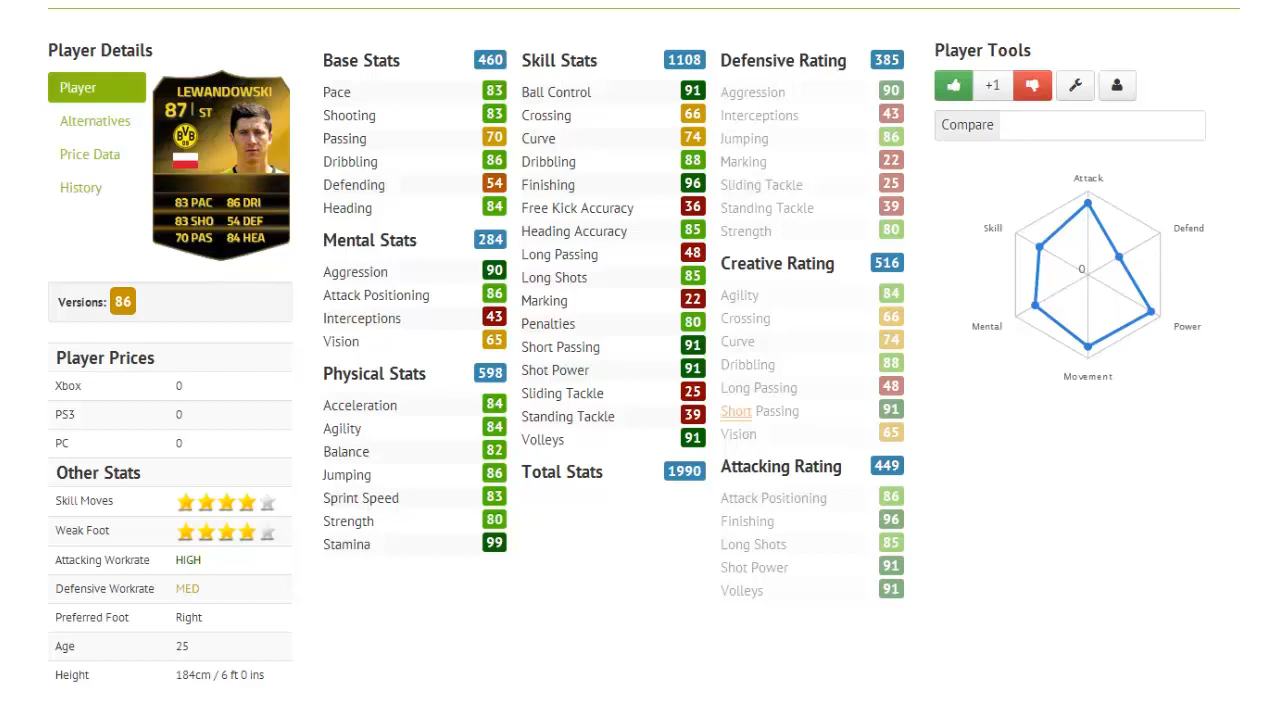 Player Details
Player
Alternatives
Price Data
History
LEWANDOWSKI
87 ST
BVB
09
83 PAC 86 DRI
83 SHO 54 DEF
70 PAS 84 HEA
Versions: 86
Player Prices
Xbox 0
PS3 0
PC 0
Other Stats
Skill Moves
Weak Foot
Attacking Workrate HIGH
Defensive Workrate MED
Preferred Foot Right
Age 25
Height 184cm / 6 ft 0 ins
Base Stats 460
Pace 83
Shooting 83
Passing 70
Dribbling 86
Defending 54
Heading 84
Mental Stats 284
Aggression 90
Attack Positioning 86
Interceptions 43
Vision 65
Physical Stats 598
Acceleration 84
Agility 84
Balance 82
Jumping 86
Sprint Speed 83
Strength 80
Stamina 99
Skill Stats 1108
Ball Control 91
Crossing 66
Curve 74
Dribbling 88
Finishing 96
Free Kick Accuracy 36
Heading Accuracy 85
Long Passing 48
Long Shots 85
Marking 22
Penalties 80
Short Passing 91
Shot Power 91
Sliding Tackle 25
Standing Tackle 39
Volleys 91
Total Stats 1990
Defensive Rating 385
Aggression 90
Interceptions 43
Jumping 86
Marking 22
Sliding Tackle 25
Standing Tackle 39
Strength 80
Creative Rating 516
Agility 84
Crossing 66
Curve 74
Dribbling 88
Long Passing 48
Short Passing 91
Vision 65
Attacking Rating 449
Attack Positioning 86
Finishing 96
Long Shots 85
Shot Power 91
Volleys 91
Player Tools
+1
Compare
Attack
Skill
Defend
0
Mental
Power
Movement